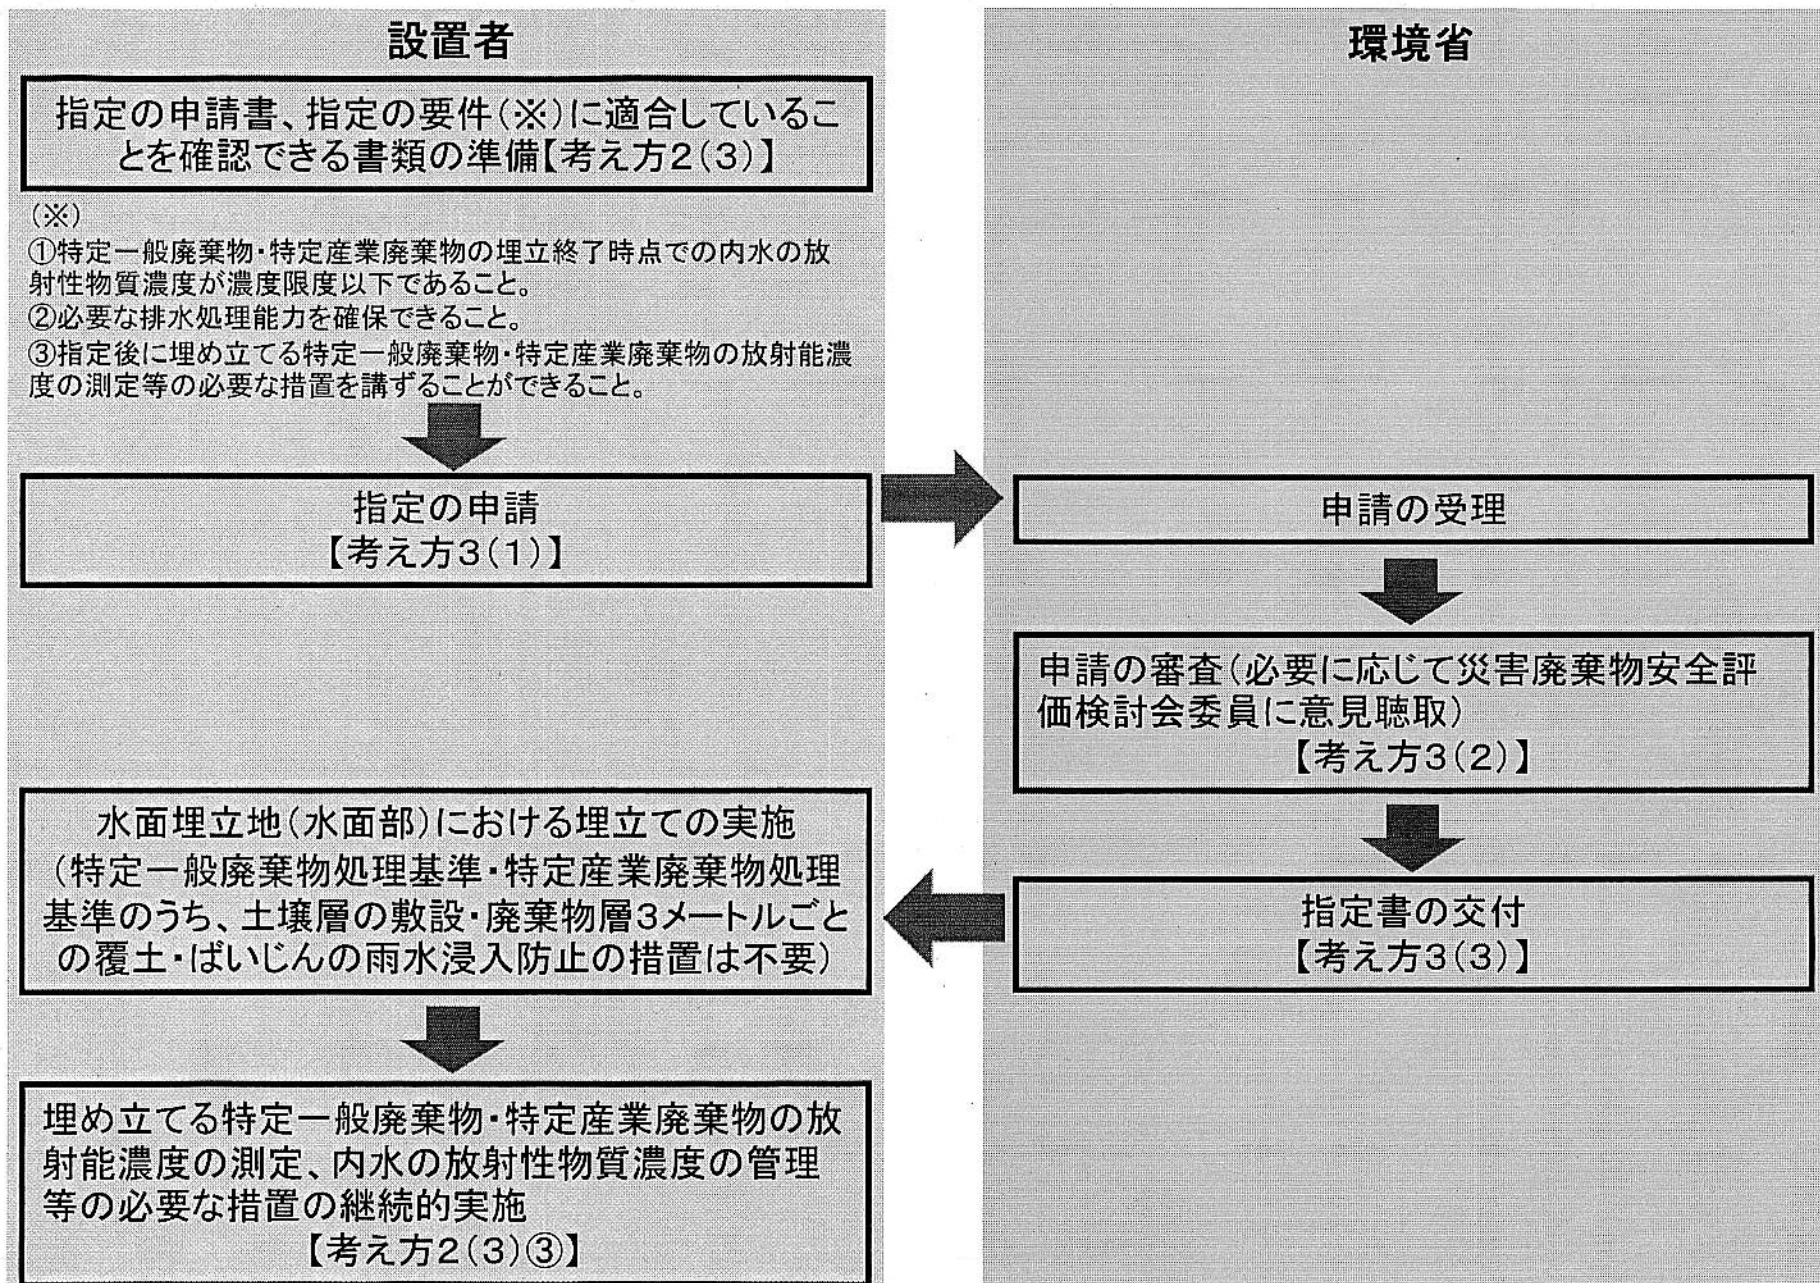 設置者
指定の申請書、指定の要件(※)に適合しているこ
とを確認できる書類の準備【考え方2(3)】
(※)
①特定一般廃棄物・特定産業廃棄物の埋立終了時点での内水の放
射性物質濃度が濃度限度以下であること。
②必要な排水処理能力を確保できること。
③指定後に埋め立てる特定一般廃棄物・特定産業廃棄物の放射能濃
度の測定等の必要な措置を講ずることができること。
指定の申請
【考え方3(1)】
環境省
申請の受理
申請の審査(必要に応じて災害廃棄物安全評
価検討会委員に意見聴取)
【考え方3(2)】
指定書の交付
【考え方3(3)】
水面埋立地(水面部)における埋立ての実施
(特定一般廃棄物処理基準・特定産業廃棄物処理
基準のうち、土壌層の敷設・廃棄物層3メートルごと
の覆土・ばいじんの雨水浸入防止の措置は不要)
埋め立てる特定一般廃棄物・特定産業廃棄物の放
射能濃度の測定、内水の放射性物質濃度の管理
等の必要な措置の継続的実施
【考え方2(3)③】